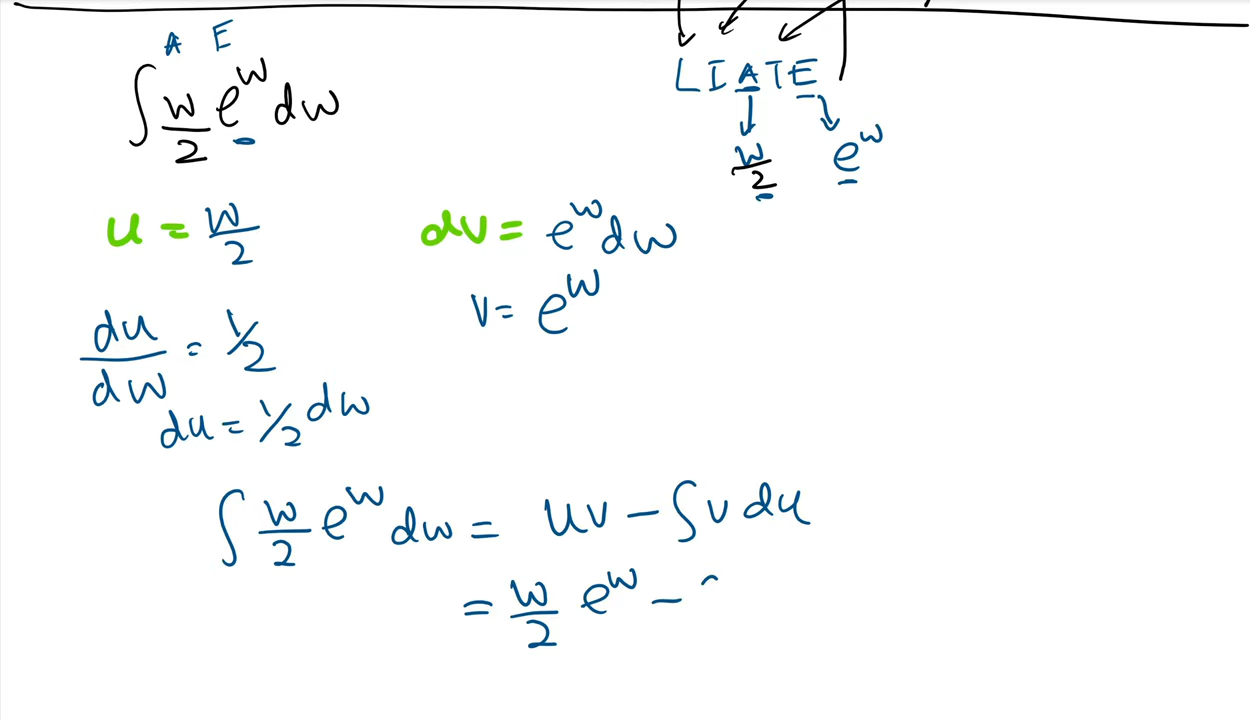 A E
∫ w/2 e^w dw
LIATE
w/2 e^w
u = w/2
dv = e^w dw
v = e^w
du/dw = 1/2
du = 1/2 dw
∫ w/2 e^w dw = uv - ∫ v du
= w/2 e^w -